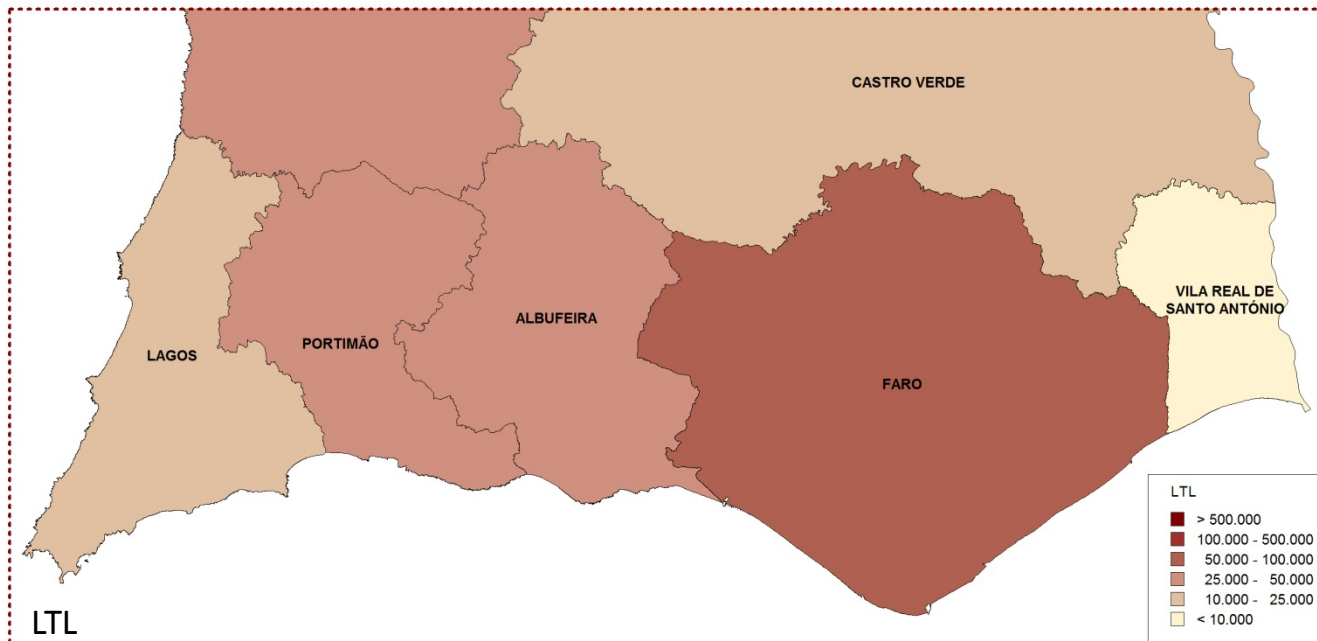 CASTRO VERDE
VILA REAL DE
SANTO ANTÓNIO
ALBUFEIRA
PORTIMÃO
LAGOS
FARO
LTL
> 500.000
100.000 - 500.000
50.000 - 100.000
25.000 - 50.000
10.000 - 25.000
< 10.000
LTL